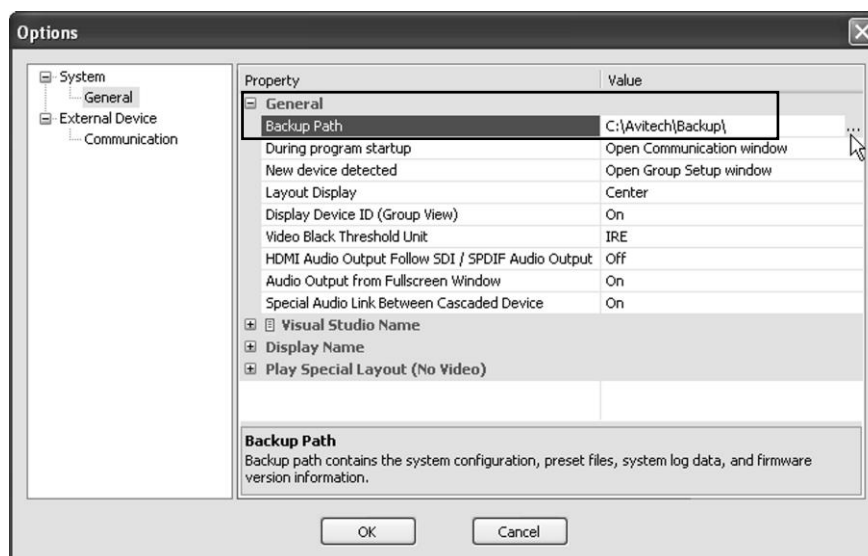 Options
System
General
External Device
Communication
Property Value
General
Backup Path C:\Avitech\Backup\ ...
During program startup Open Communication window
New device detected Open Group Setup window
Layout Display Center
Display Device ID (Group View) On
Video Black Threshold Unit IRE
HDMI Audio Output Follow SDI / SPDIF Audio Output Off
Audio Output from Fullscreen Window On
Special Audio Link Between Cascaded Device On
Visual Studio Name
Display Name
Play Special Layout (No Video)
Backup Path
Backup path contains the system configuration, preset files, system log data, and firmware
version information.
OK Cancel